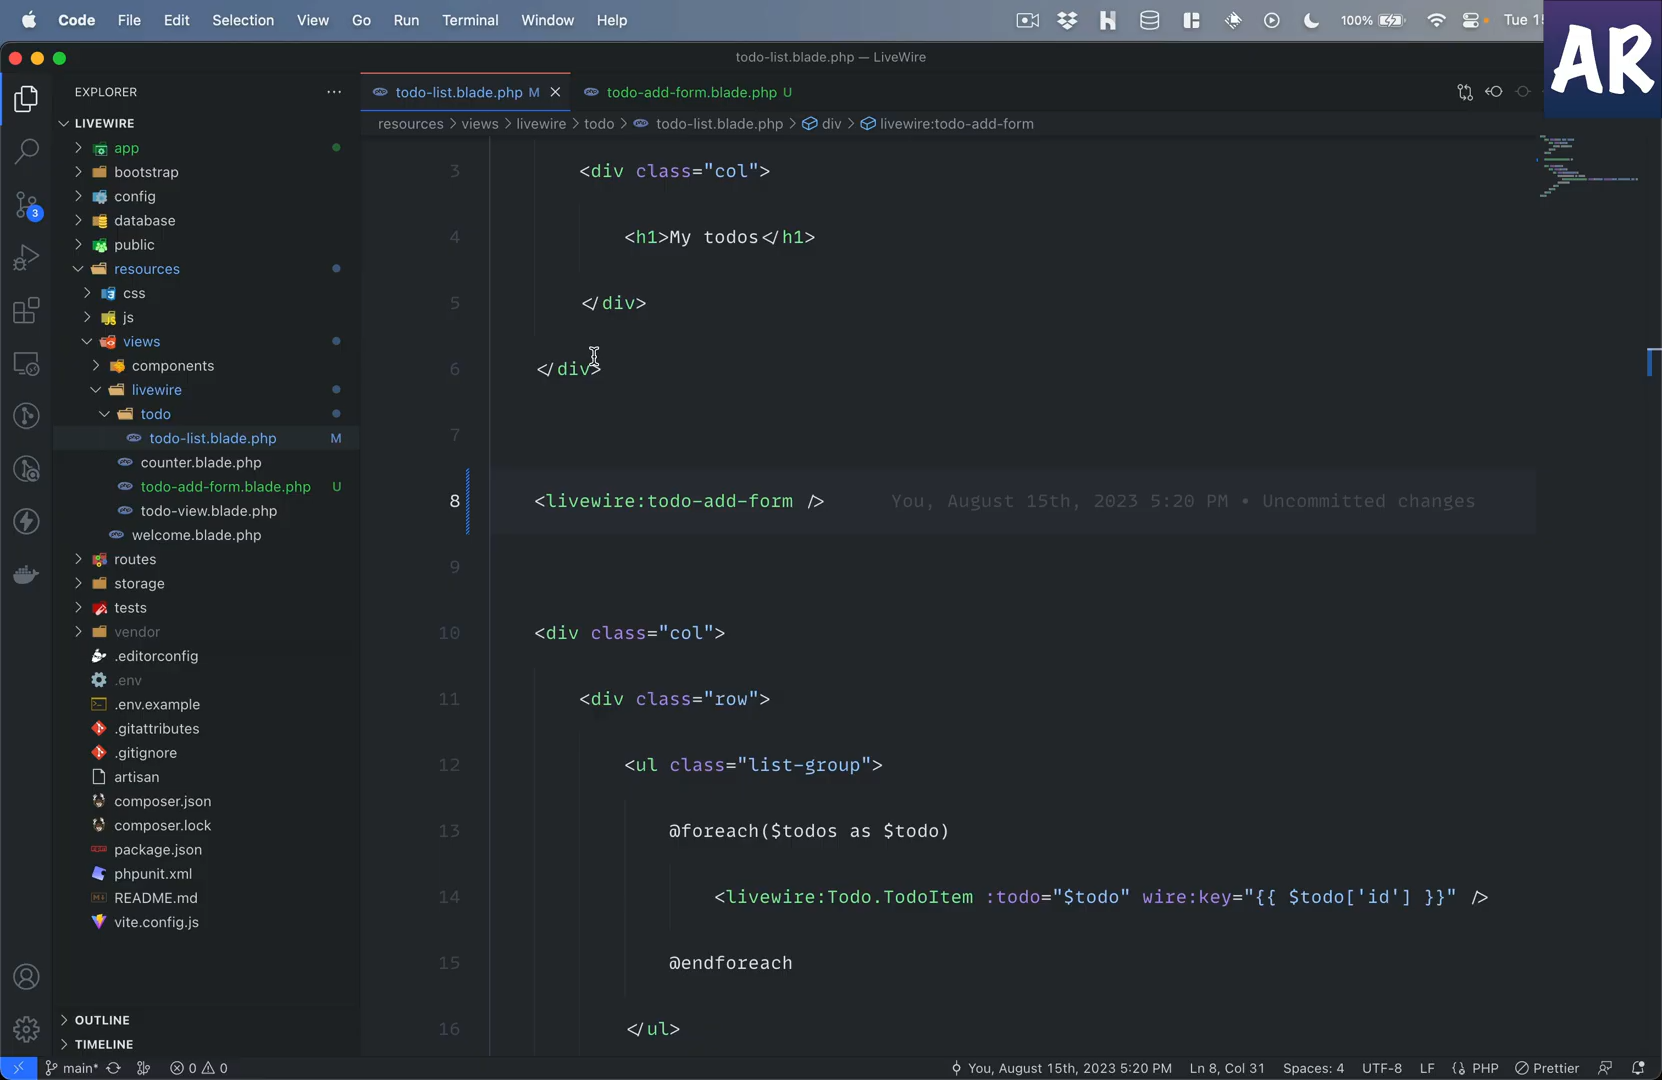 Code File Edit Selection View Go Run Terminal Window Help 100% Tue 15
AR
todo-list.blade.php — LiveWire
EXPLORER
todo-list.blade.php M
todo-add-form.blade.php U
resources > views > livewire > todo > todo-list.blade.php > div > livewire:todo-add-form
LIVEWIRE
app
bootstrap
config
database
public
resources
css
js
views
components
livewire
todo
todo-list.blade.php M
counter.blade.php
todo-add-form.blade.php U
todo-view.blade.php
welcome.blade.php
routes
storage
tests
vendor
.editorconfig
.env
.env.example
.gitattributes
.gitignore
artisan
composer.json
composer.lock
package.json
phpunit.xml
README.md
vite.config.js
OUTLINE
TIMELINE
3
3 <div class="col">
4 <h1>My todos</h1>
5 </div>
6 </div>
7
8 <livewire:todo-add-form /> You, August 15th, 2023 5:20 PM • Uncommitted changes
9
10 <div class="col">
11 <div class="row">
12 <ul class="list-group">
13 @foreach($todos as $todo)
14 <livewire:Todo.TodoItem :todo="$todo" wire:key="{{ $todo['id'] }}" />
15 @endforeach
16 </ul>
main* 0 0 You, August 15th, 2023 5:20 PM Ln 8, Col 31 Spaces: 4 UTF-8 LF PHP Prettier